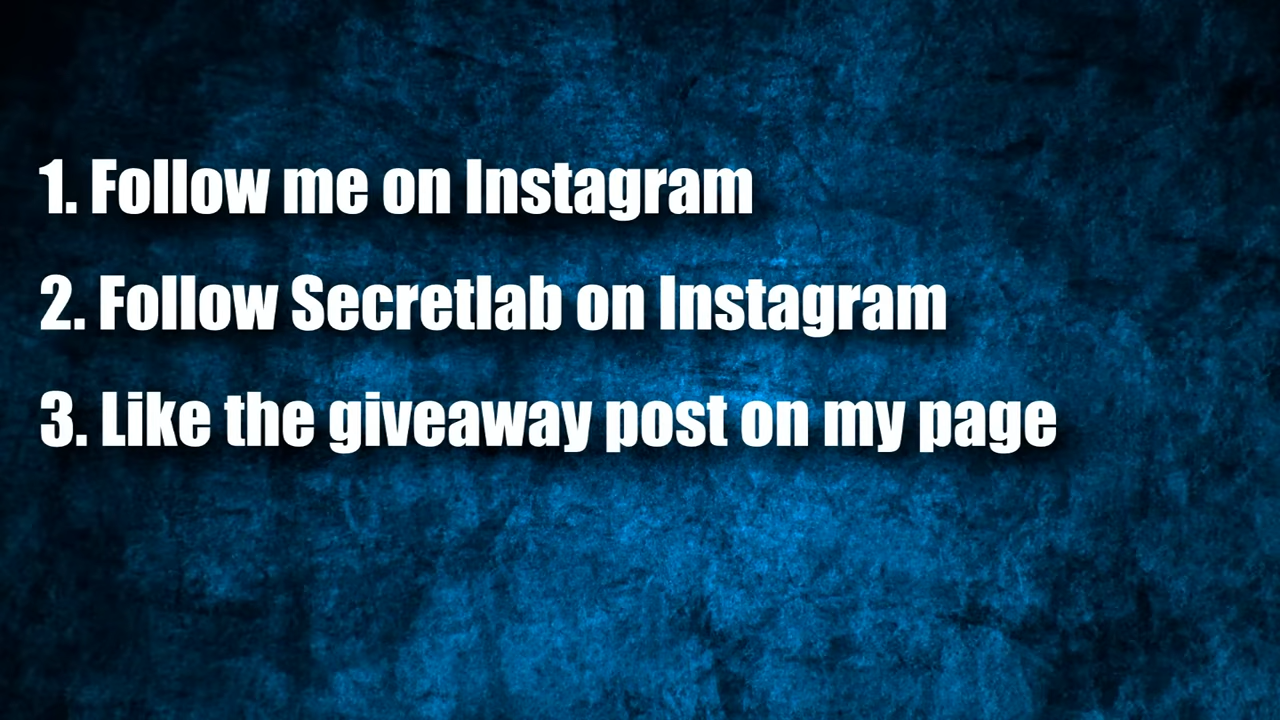 1. Follow me on Instagram
2. Follow Secretlab on Instagram
3. Like the giveaway post on my page